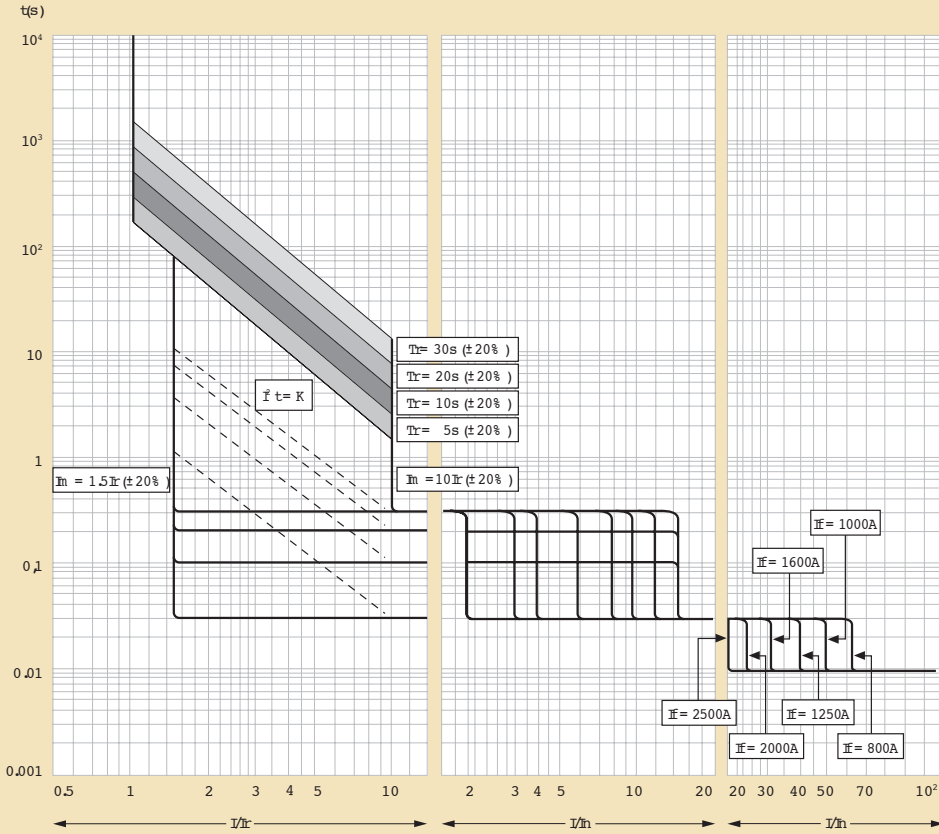 t(s)
10⁴
10³
10²
10
1
0,1
0.01
0.001
Tr= 30s (±20% )
Tr= 20s (±20% )
Tr= 10s (±20% )
Tr= 5s (±20% )
I² t= K
Im = 1.5Ir (±20% )
Im =10Ir (±20% )
If = 1000A
If = 1600A
If = 2500A
If = 1250A
If = 2000A
If = 800A
0.5 1 2 3 4 5 10
2 3 4 5 10 20
20 30 40 50 70 10²
I/Ir
I/In
I/In